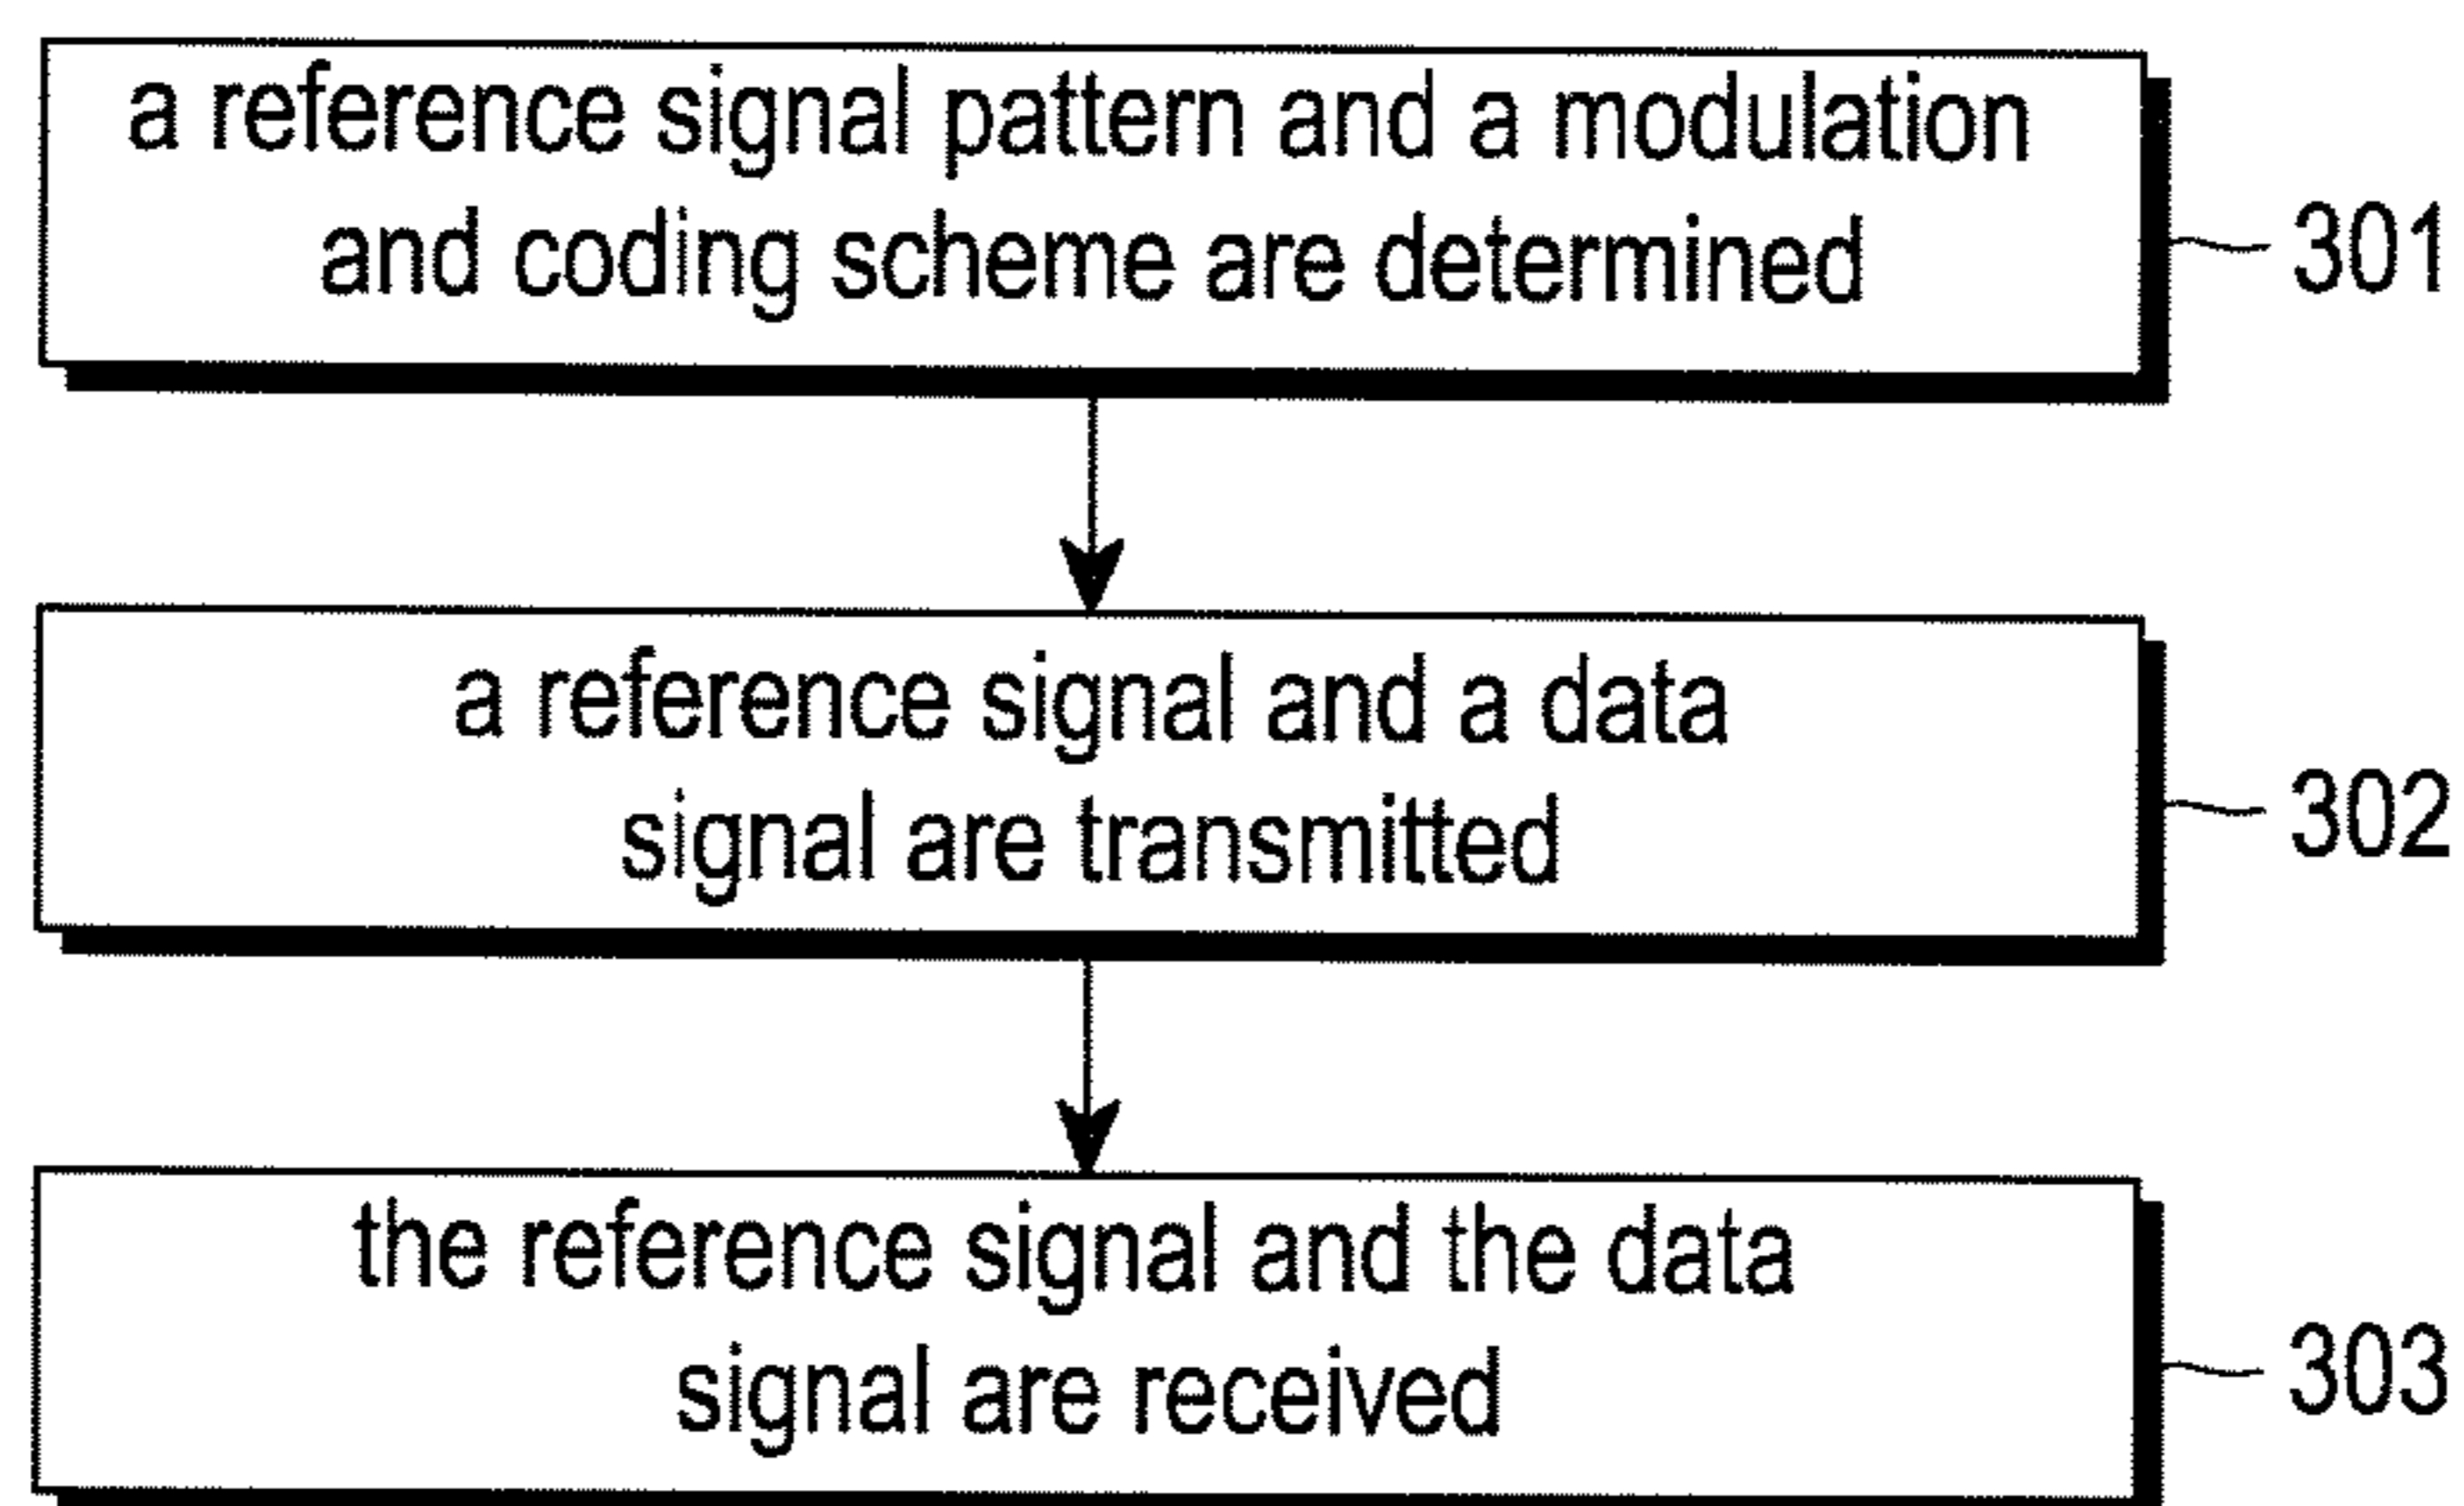 a reference signal pattern and a modulation
and coding scheme are determined
301
a reference signal and a data
signal are transmitted
302
the reference signal and the data
signal are received
303